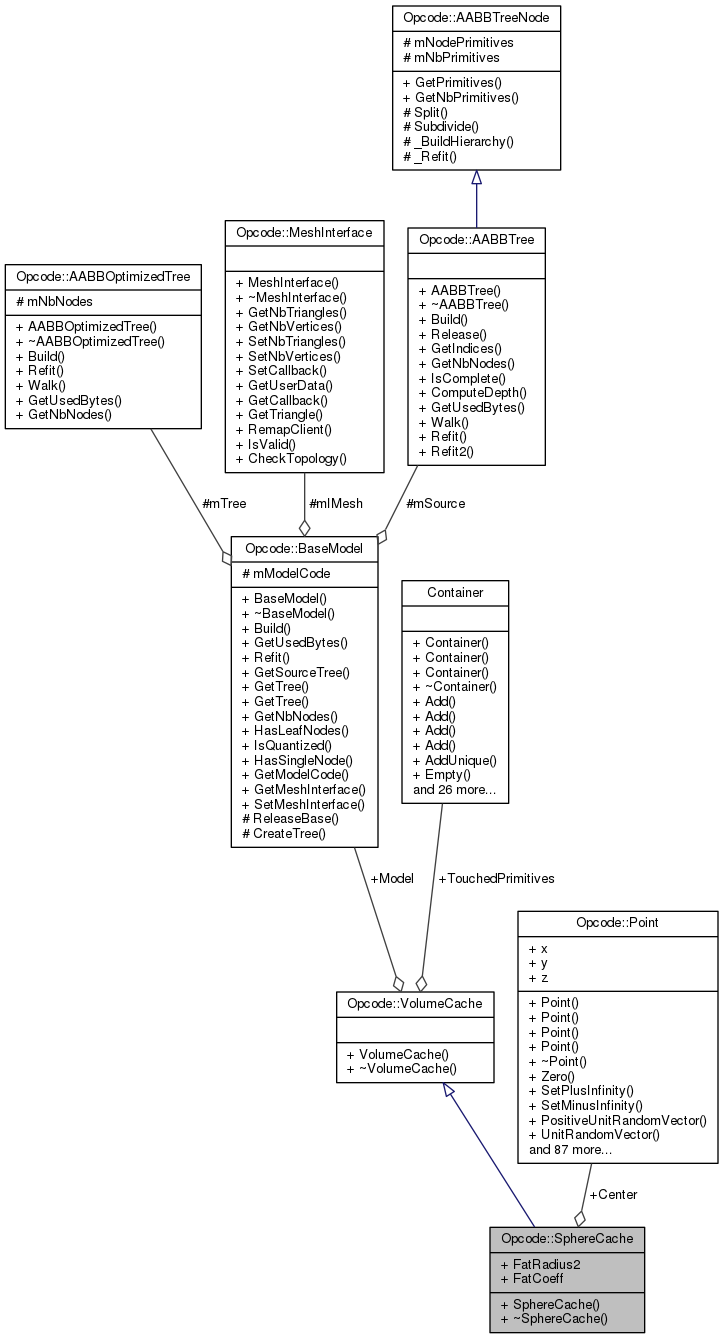 Opcode::AABBTreeNode
# mNodePrimitives
# mNbPrimitives
+ GetPrimitives()
+ GetNbPrimitives()
# Split()
# Subdivide()
# _BuildHierarchy()
# _Refit()
Opcode::MeshInterface
+ MeshInterface()
+ ~MeshInterface()
+ GetNbTriangles()
+ GetNbVertices()
+ SetNbTriangles()
+ SetNbVertices()
+ SetCallback()
+ GetUserData()
+ GetCallback()
+ GetTriangle()
+ RemapClient()
+ IsValid()
+ CheckTopology()
Opcode::AABBTree
+ AABBTree()
+ ~AABBTree()
+ Build()
+ Release()
+ GetIndices()
+ GetNbNodes()
+ IsComplete()
+ ComputeDepth()
+ GetUsedBytes()
+ Walk()
+ Refit()
+ Refit2()
Opcode::AABBOptimizedTree
# mNbNodes
+ AABBOptimizedTree()
+ ~AABBOptimizedTree()
+ Build()
+ Refit()
+ Walk()
+ GetUsedBytes()
+ GetNbNodes()
#mTree
#mIMesh
#mSource
Opcode::BaseModel
# mModelCode
+ BaseModel()
+ ~BaseModel()
+ Build()
+ GetUsedBytes()
+ Refit()
+ GetSourceTree()
+ GetTree()
+ GetTree()
+ GetNbNodes()
+ HasLeafNodes()
+ IsQuantized()
+ HasSingleNode()
+ GetModelCode()
+ GetMeshInterface()
+ SetMeshInterface()
# ReleaseBase()
# CreateTree()
Container
+ Container()
+ Container()
+ Container()
+ ~Container()
+ Add()
+ Add()
+ Add()
+ Add()
+ AddUnique()
+ Empty()
and 26 more...
+Model
+TouchedPrimitives
Opcode::Point
+ x
+ y
+ z
+ Point()
+ Point()
+ Point()
+ Point()
+ ~Point()
+ Zero()
+ SetPlusInfinity()
+ SetMinusInfinity()
+ PositiveUnitRandomVector()
+ UnitRandomVector()
and 87 more...
Opcode::VolumeCache
+ VolumeCache()
+ ~VolumeCache()
+Center
Opcode::SphereCache
+ FatRadius2
+ FatCoeff
+ SphereCache()
+ ~SphereCache()